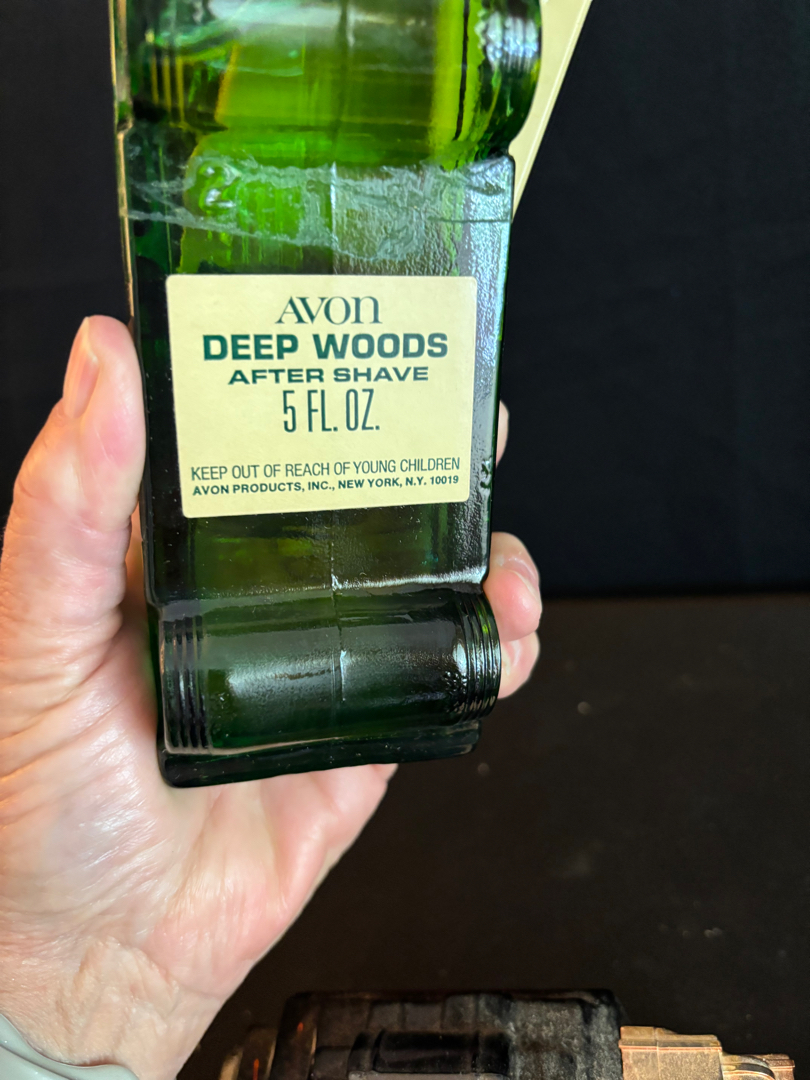 AVON
DEEP WOODS
AFTER SHAVE
5 FL. OZ.
KEEP OUT OF REACH OF YOUNG CHILDREN
AVON PRODUCTS, INC., NEW YORK, N.Y. 10019